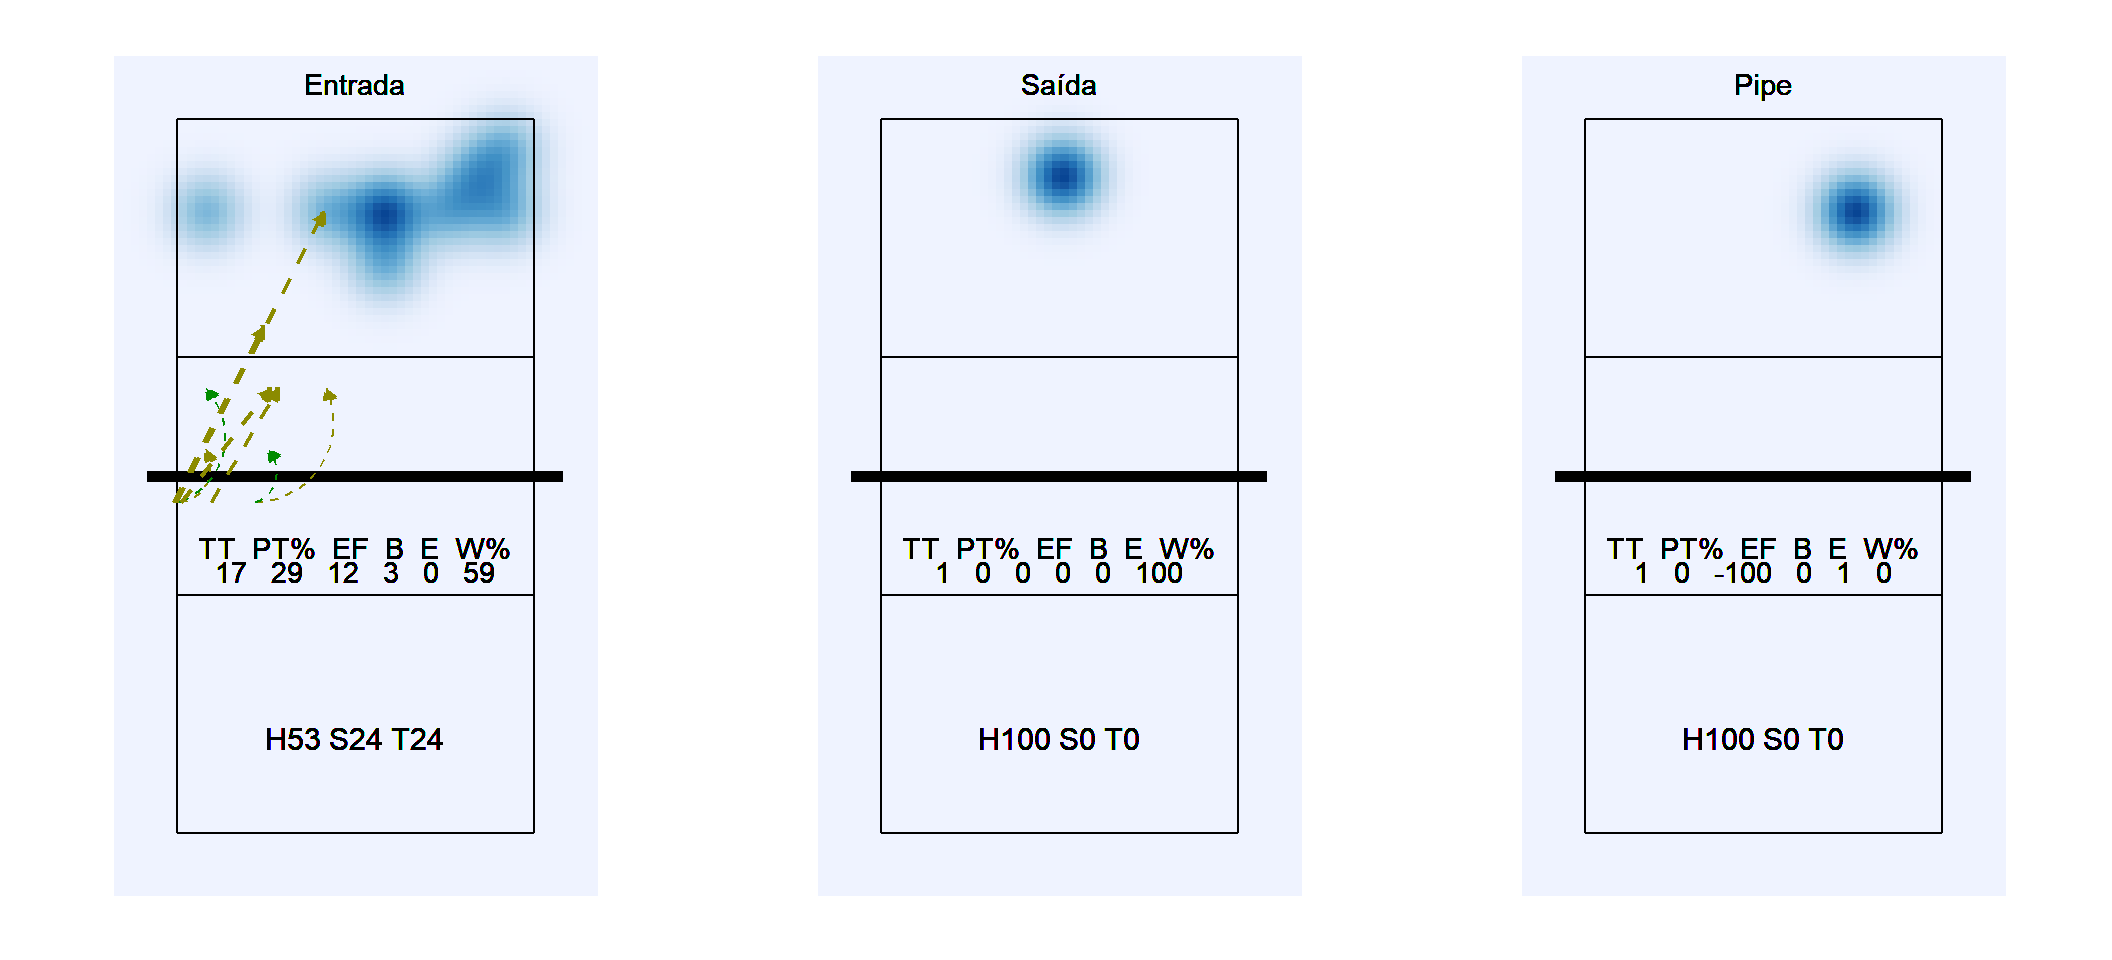 Entrada
TT PT% EF B E W%
17 29 12 3 0 59
H53 S24 T24
Saída
TT PT% EF B E W%
1 0 0 0 0 100
H100 S0 T0
Pipe
TT PT% EF B E W%
1 0 -100 0 1 0
H100 S0 T0